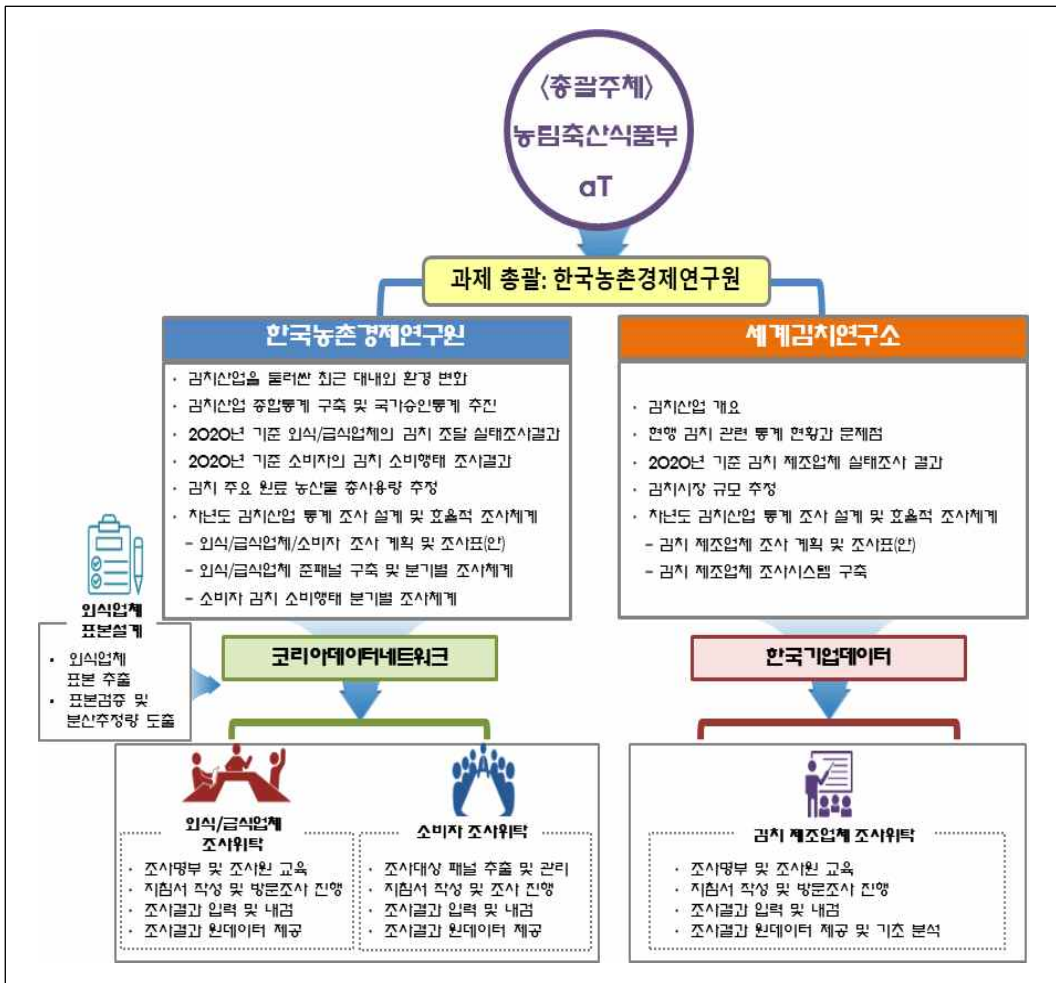 〈총괄주체〉
농림축산식품부
aT
과제 총괄: 한국농촌경제연구원
한국농촌경제연구원
· 김치산업을 둘러싼 최근 대내외 환경 변화
· 김치산업 종합통계 구축 및 국가승인통계 추진
· 2020년 기준 외식/급식업체의 김치 조달 실태조사결과
· 2020년 기준 소비자의 김치 소비행태 조사결과
· 김치 주요 원료 농산물 총사용량 추정
· 차년도 김치산업 통계 조사 설계 및 효율적 조사체계
- 외식/급식업체/소비자 조사 계획 및 조사표(안)
- 외식/급식업체 준패널 구축 및 분기별 조사체계
- 소비자 김치 소비행태 분기별 조사체계
세계김치연구소
· 김치산업 개요
· 현행 김치 관련 통계 현황과 문제점
· 2020년 기준 김치 제조업체 실태조사 결과
· 김치시장 규모 추정
· 차년도 김치산업 통계 조사 설계 및 효율적 조사체계
- 김치 제조업체 조사 계획 및 조사표(안)
- 김치 제조업체 조사시스템 구축
외식업체
표본설계
• 외식업체
표본 추출
• 표본검증 및
분산추정량 도출
코리아데이터네트워크
한국기업데이터
외식/급식업체
조사위탁
· 조사명부 및 조사원 교육
· 지침서 작성 및 방문조사 진행
· 조사결과 입력 및 내검
· 조사결과 원데이터 제공
소비자 조사위탁
· 조사대상 패널 추출 및 관리
· 지침서 작성 및 조사 진행
· 조사결과 입력 및 내검
· 조사결과 원데이터 제공
김치 제조업체 조사위탁
· 조사명부 및 조사원 교육
· 지침서 작성 및 방문조사 진행
· 조사결과 입력 및 내검
· 조사결과 원데이터 제공 및 기초 분석